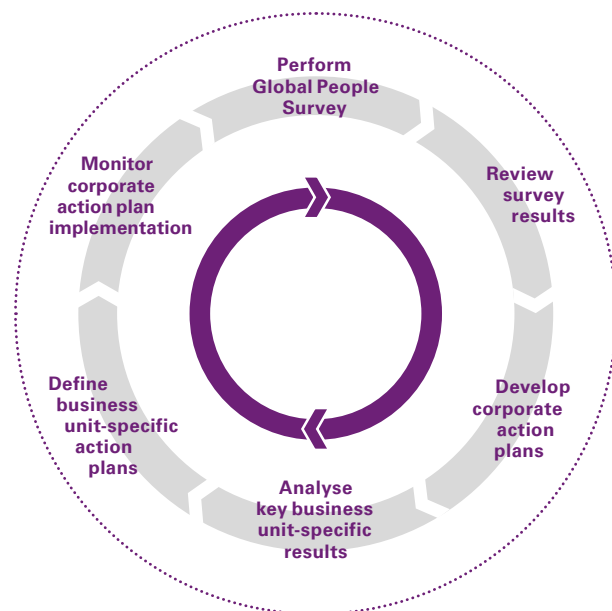 Perform
Global People
Survey
Review
survey
results
Develop
corporate
action
plans
Analyse
key business
unit-specific
results
Define
business
unit-specific
action
plans
Monitor
corporate
action plan
implementation